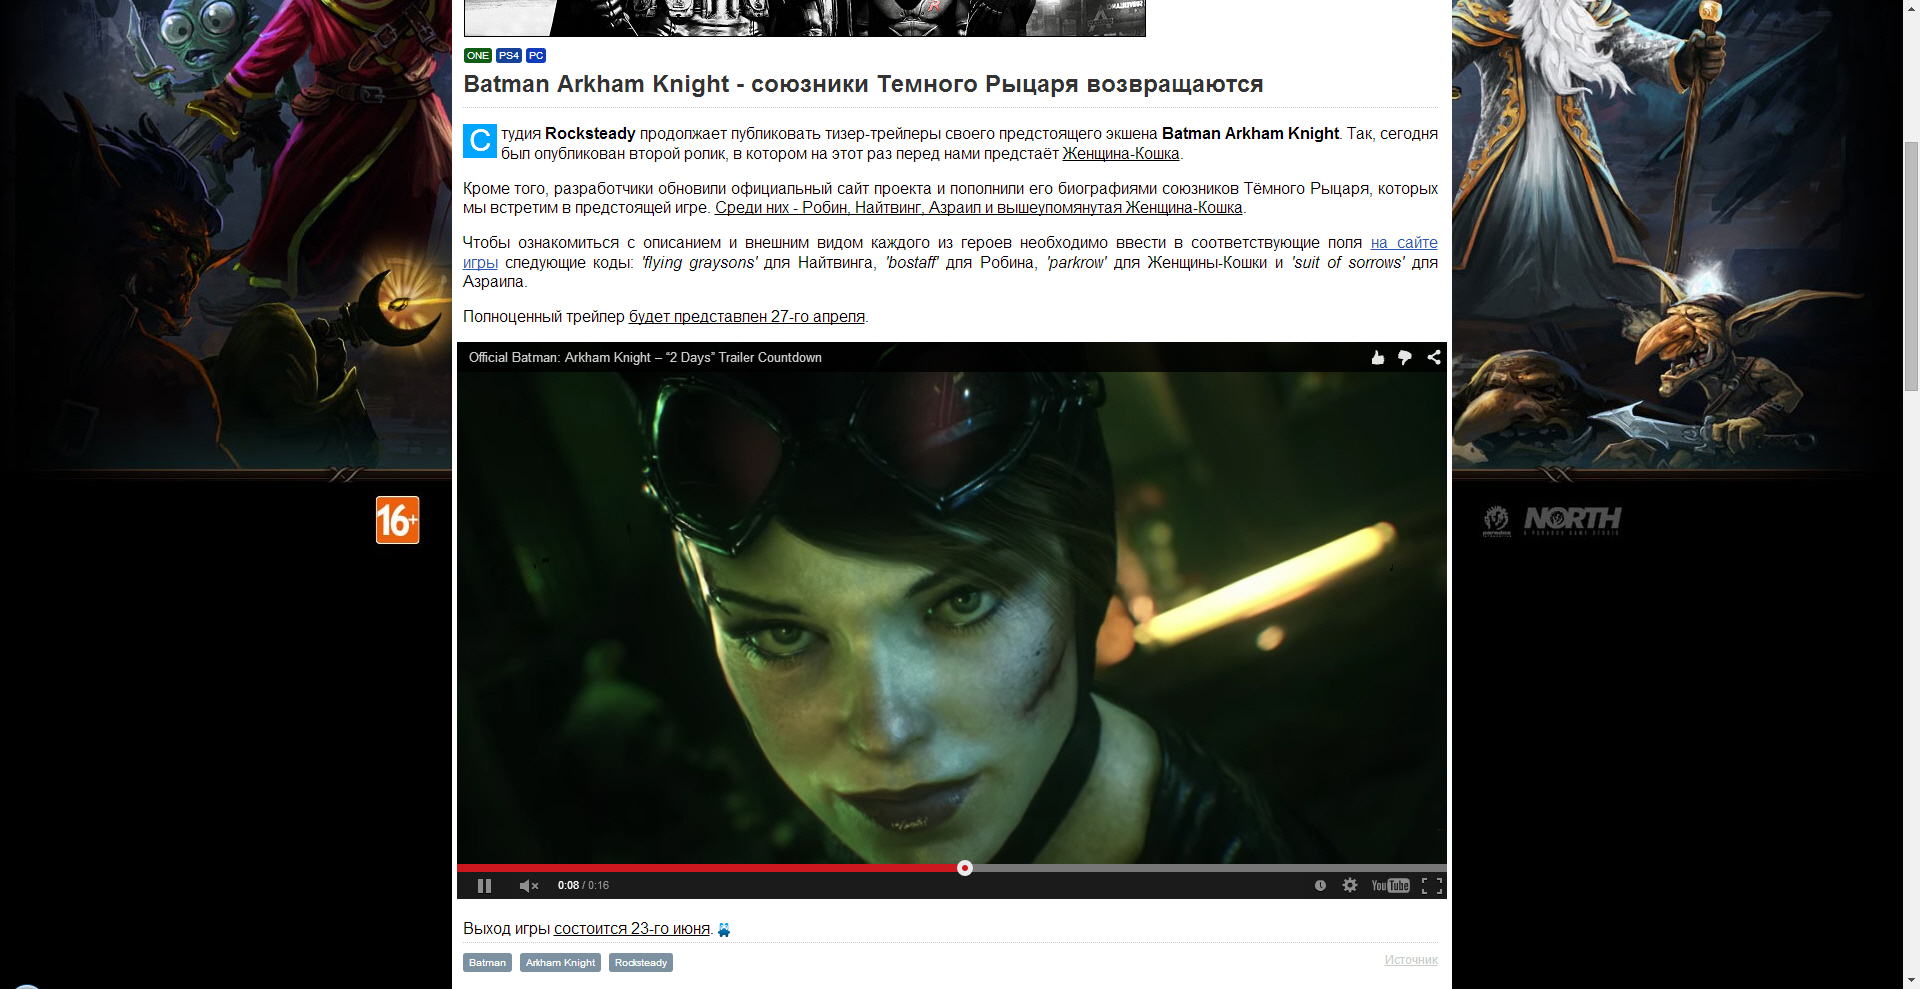 ONE PS4 PC
Batman Arkham Knight - союзники Темного Рыцаря возвращаются
Студия Rocksteady продолжает публиковать тизер-трейлеры своего предстоящего экшена Batman Arkham Knight. Так, сегодня
был опубликован второй ролик, в котором на этот раз перед нами предстаёт Женщина-Кошка.
Кроме того, разработчики обновили официальный сайт проекта и пополнили его биографиями союзников Тёмного Рыцаря, которых
мы встретим в предстоящей игре. Среди них - Робин, Найтвинг, Азраил и вышеупомянутая Женщина-Кошка.
Чтобы ознакомиться с описанием и внешним видом каждого из героев необходимо ввести в соответствующие поля на сайте
игры следующие коды: 'flying graysons' для Найтвинга, 'bostaff' для Робина, 'parkrow' для Женщины-Кошки и 'suit of sorrows' для
Азраила.
Полноценный трейлер будет представлен 27-го апреля.
Official Batman: Arkham Knight – “2 Days” Trailer Countdown
16+
NORTH
0:08 / 0:16
YouTube
Выход игры состоится 23-го июня.
Batman Arkham Knight Rocksteady
Источник